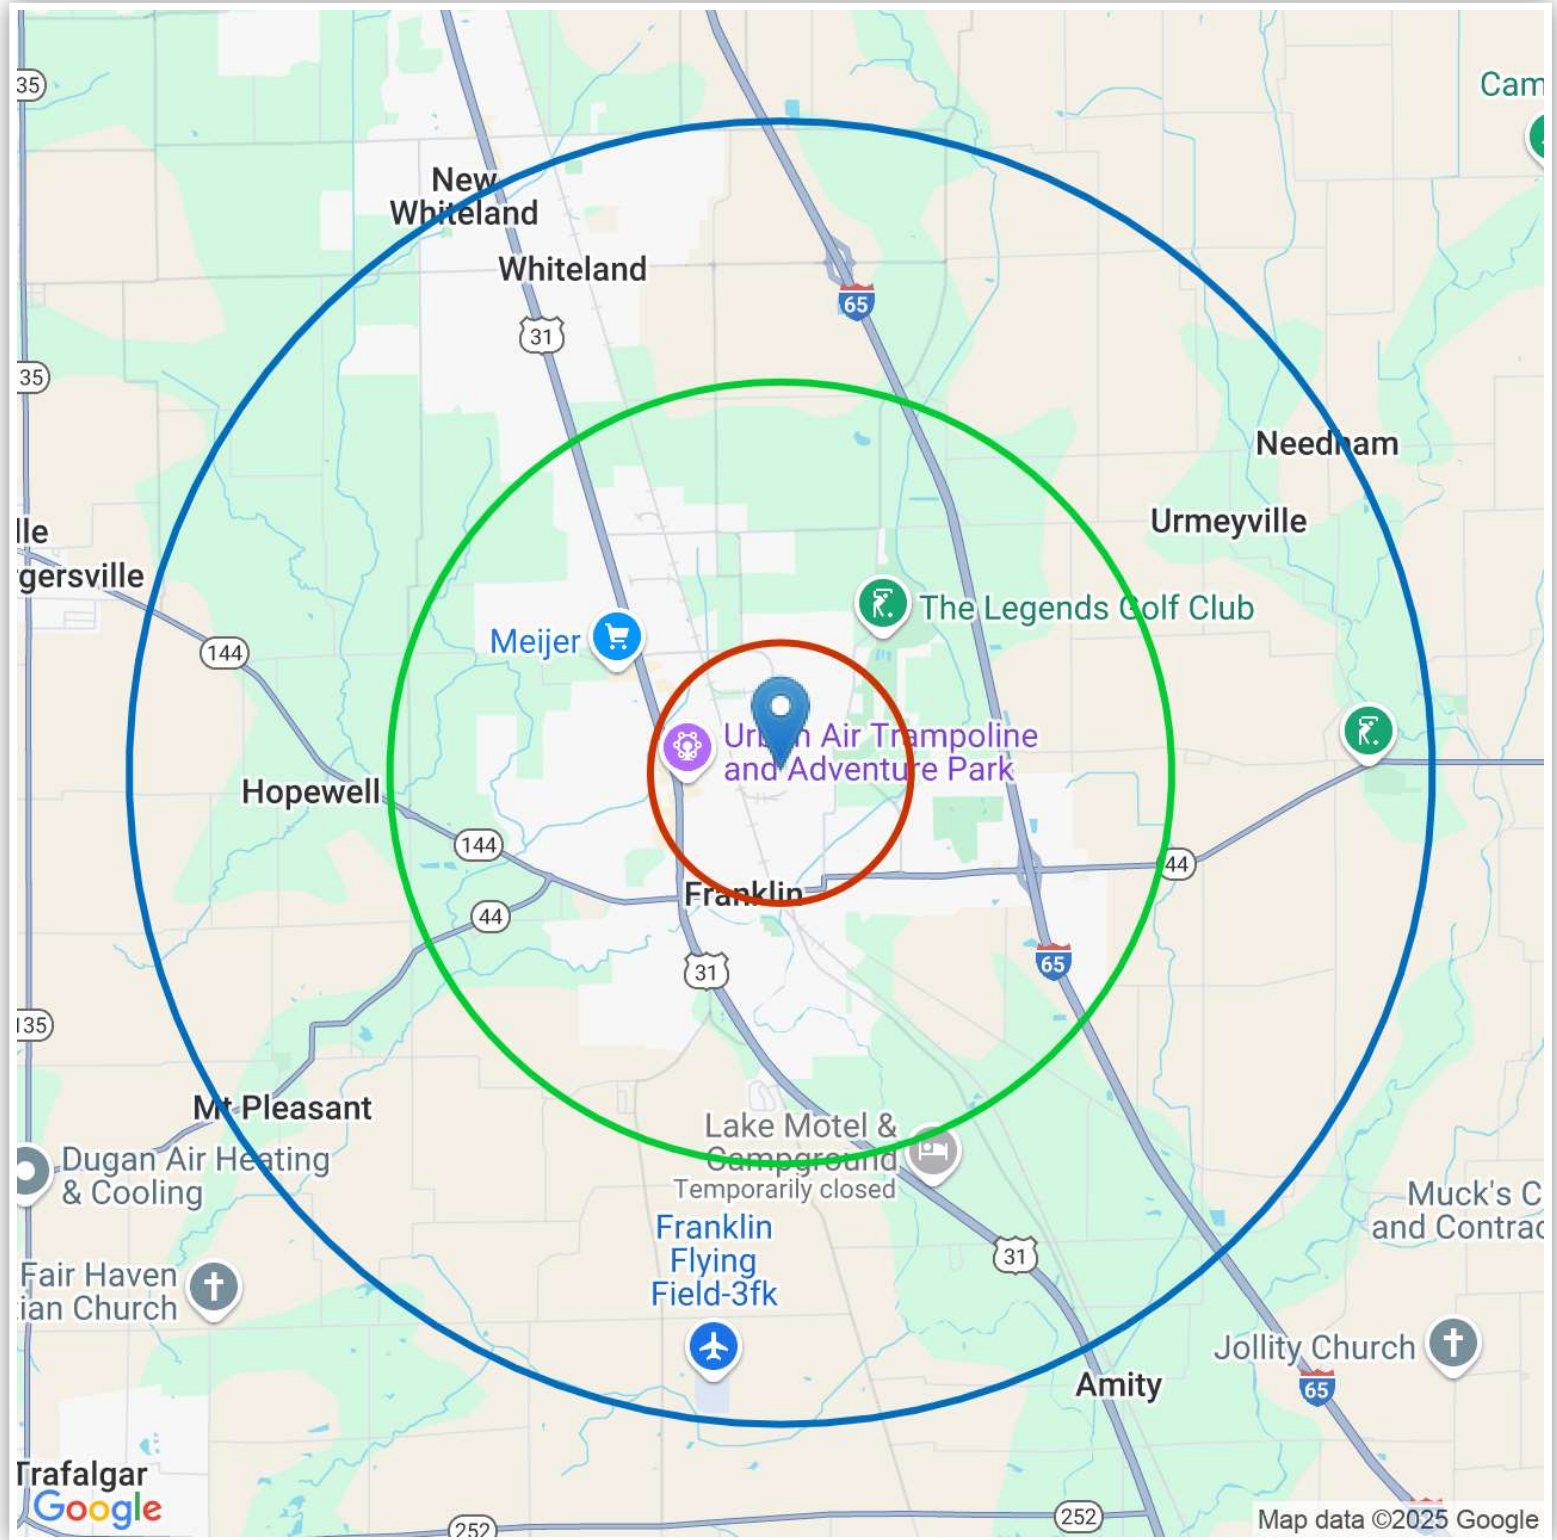 35
Cam
New
Whiteland
Whiteland
65
31
35
Needham
Urmeyville
lle
rgersville
The Legends Golf Club
Meijer
144
Urban Air Trampoline
and Adventure Park
Hopewell
144
44
Franklin
44
31
65
135
Mt Pleasant
Lake Motel &
Campground
Temporarily closed
Dugan Air Heating
& Cooling
Muck's C
and Contrac
Franklin
Flying
Field-3fk
31
Fair Haven
tian Church
Jollity Church
Amity
65
Trafalgar
Google
252
252
Map data ©2025 Google